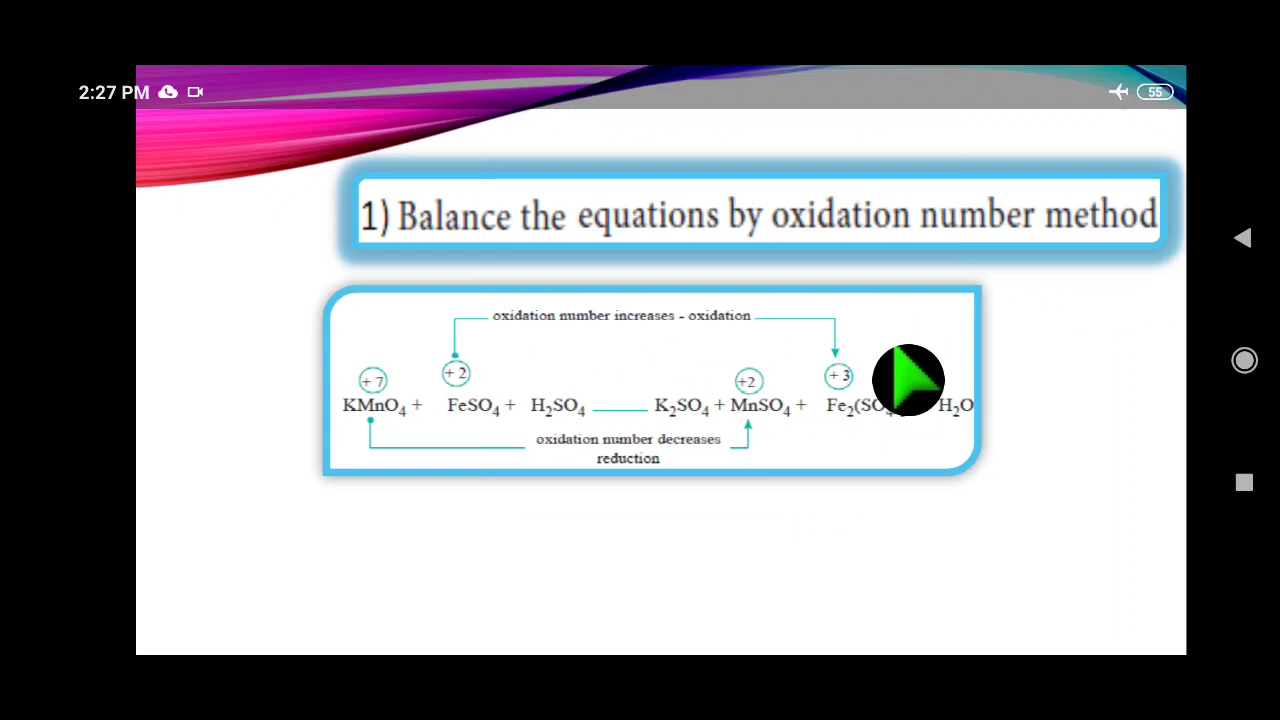 2:27 PM
55
1) Balance the equations by oxidation number method
oxidation number increases - oxidation
+7 +2 +2 +3
KMnO₄ + FeSO₄ + H₂SO₄ ——— K₂SO₄ + MnSO₄ + Fe₂(SO₄ H₂O
oxidation number decreases
reduction